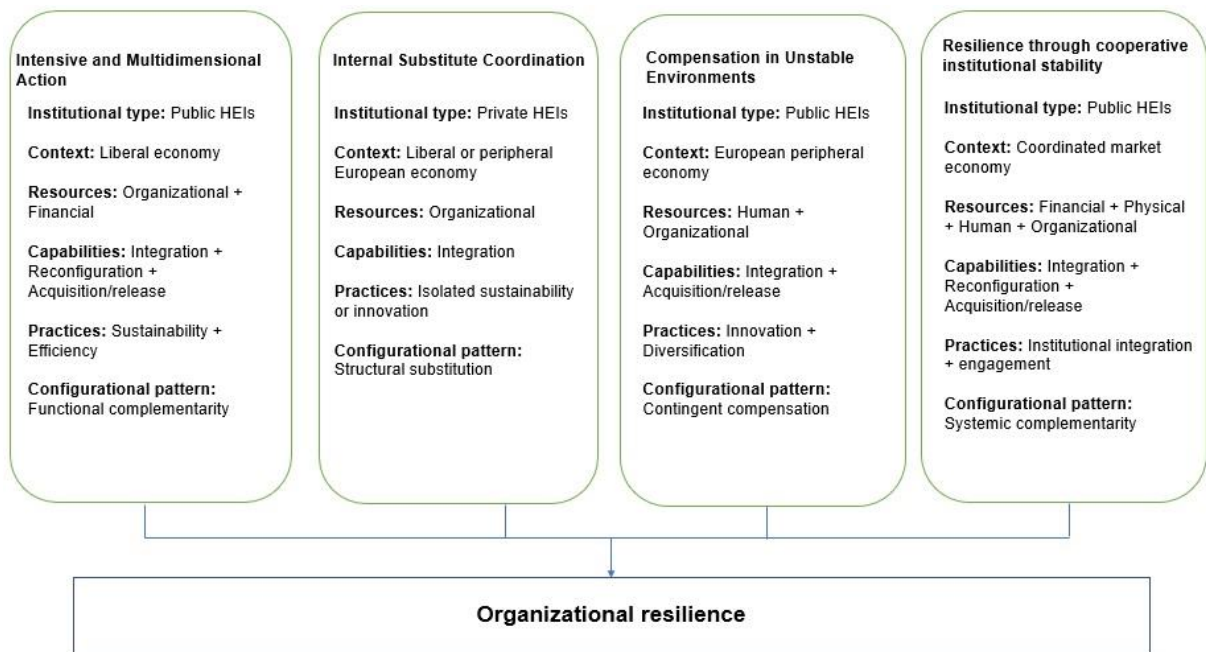 Intensive and Multidimensional
Action
Institutional type: Public HEIs
Context: Liberal economy
Resources: Organizational +
Financial
Capabilities: Integration +
Reconfiguration +
Acquisition/release
Practices: Sustainability +
Efficiency
Configurational pattern:
Functional complementarity
Internal Substitute Coordination
Institutional type: Private HEIs
Context: Liberal or peripheral
European economy
Resources: Organizational
Capabilities: Integration
Practices: Isolated sustainability
or innovation
Configurational pattern:
Structural substitution
Compensation in Unstable
Environments
Institutional type: Public HEIs
Context: European peripheral
economy
Resources: Human +
Organizational
Capabilities: Integration +
Acquisition/release
Practices: Innovation +
Diversification
Configurational pattern:
Contingent compensation
Resilience through cooperative
institutional stability
Institutional type: Public HEIs
Context: Coordinated market
economy
Resources: Financial + Physical
+ Human + Organizational
Capabilities: Integration +
Reconfiguration +
Acquisition/release
Practices: Institutional integration
+ engagement
Configurational pattern:
Systemic complementarity
Organizational resilience